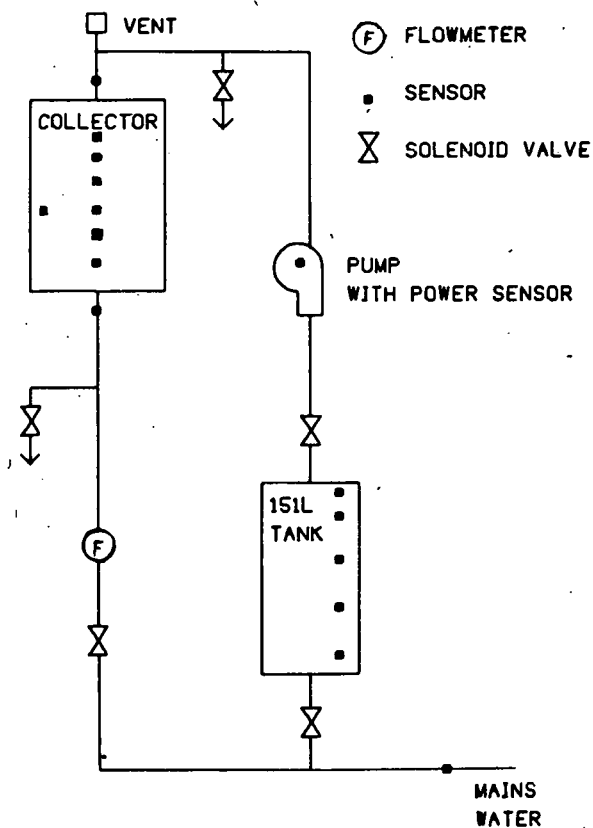 VENT
F FLOWMETER
SENSOR
SOLENOID VALVE
COLLECTOR
PUMP
WITH POWER SENSOR
151L
TANK
F
MAINS
WATER